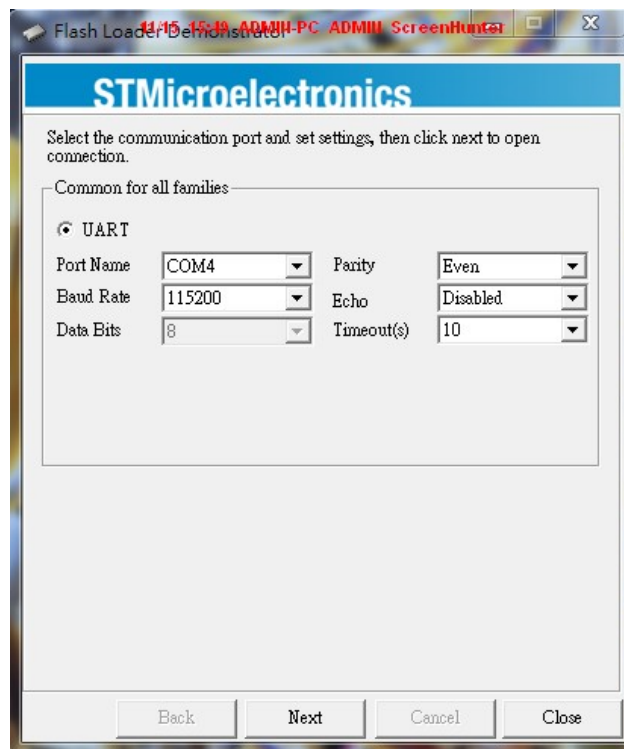 Flash Loader Demonstrator
11/15 15:49 ADMIN-PC ADMIN ScreenHunter
STMicroelectronics
Select the communication port and set settings, then click next to open
connection.
Common for all families
UART
Port Name COM4 Parity Even
Baud Rate 115200 Echo Disabled
Data Bits 8 Timeout(s) 10
Back Next Cancel Close